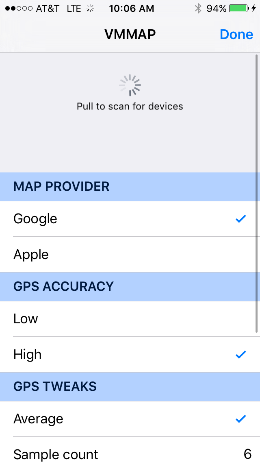 AT&T LTE 10:06 AM 94%
VMMAP Done
Pull to scan for devices
MAP PROVIDER
Google
Apple
GPS ACCURACY
Low
High
GPS TWEAKS
Average
Sample count 6